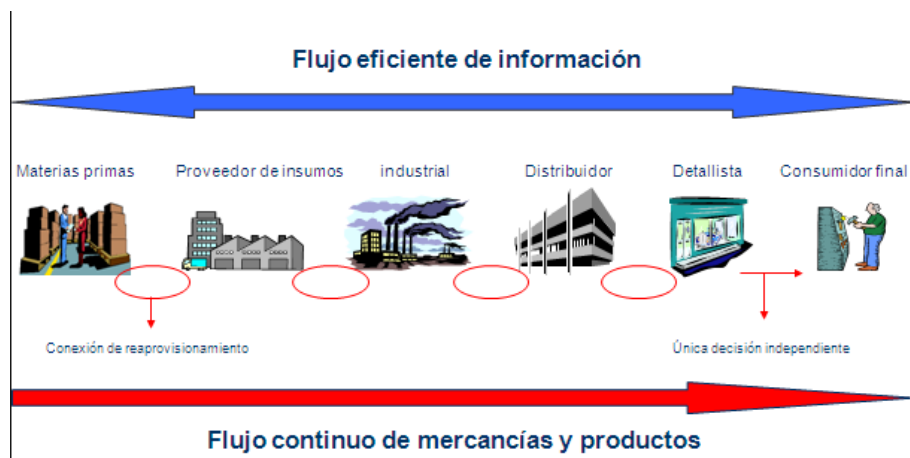 Flujo eficiente de información
Materias primas
Proveedor de insumos
industrial
Distribuidor
Detallista
Consumidor final
Conexión de reaprovisionamiento
Única decisión independiente
Flujo continuo de mercancías y productos